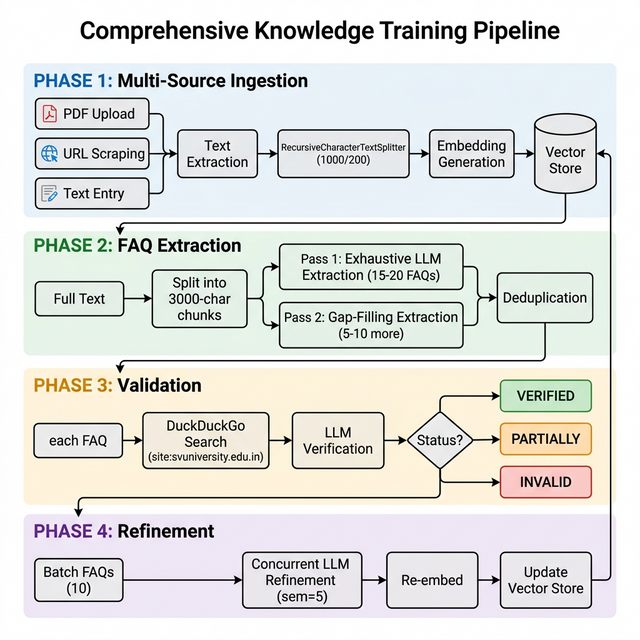 Comprehensive Knowledge Training Pipeline
PHASE 1: Multi-Source Ingestion
PDF Upload
URL Scraping
Text Entry
Text
Extraction
RecursiveCharacterTextSplitter
(1000/200)
Embedding
Generation
Vector
Store
PHASE 2: FAQ Extraction
Full Text
Split into
3000-char
chunks
Pass 1: Exhaustive LLM
Extraction (15-20 FAQs)
Pass 2: Gap-Filling Extraction
(5-10 more)
Deduplication
PHASE 3: Validation
each FAQ
DuckDuckGo
Search
(site:svuniversity.edu.in)
LLM
Verification
Status?
VERIFIED
PARTIALLY
INVALID
PHASE 4: Refinement
Batch FAQs
(10)
Concurrent LLM
Refinement
(sem=5)
Re-embed
Update
Vector Store